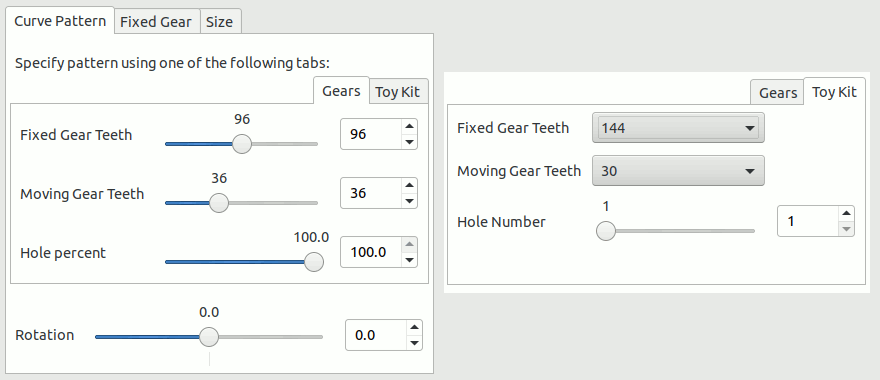 Curve Pattern Fixed Gear Size
Specify pattern using one of the following tabs:
Gears Toy Kit
96
Fixed Gear Teeth 96
36
Moving Gear Teeth 36
100.0
Hole percent 100.0
0.0
Rotation 0.0
Gears Toy Kit
Fixed Gear Teeth 144
Moving Gear Teeth 30
1
Hole Number 1